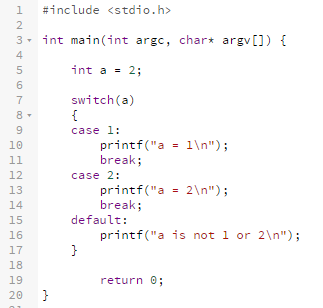 1 #include <stdio.h>
2
3 int main(int argc, char* argv[]) {
4
5     int a = 2;
6
7     switch(a)
8     {
9     case 1:
10         printf("a = 1\n");
11         break;
12     case 2:
13         printf("a = 2\n");
14         break;
15     default:
16         printf("a is not 1 or 2\n");
17     }
18
19         return 0;
20 }